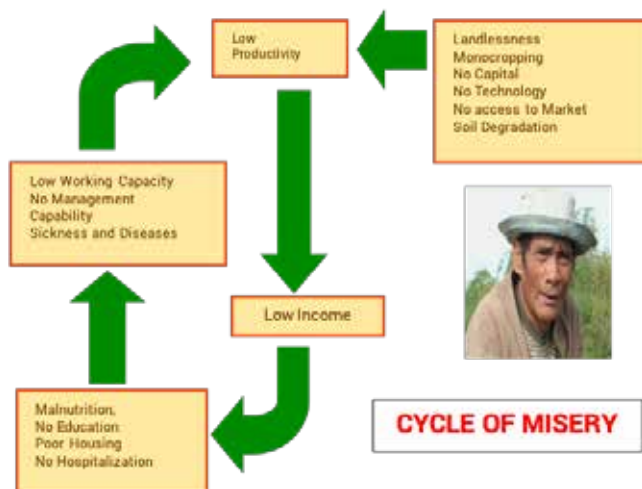 Low
Productivity
Landlessness
Monocropping
No Capital
No Technology
No access to Market
Soil Degradation
Low Working Capacity
No Management
Capability
Sickness and Diseases
Low Income
Malnutrition,
No Education
Poor Housing
No Hospitalization
CYCLE OF MISERY